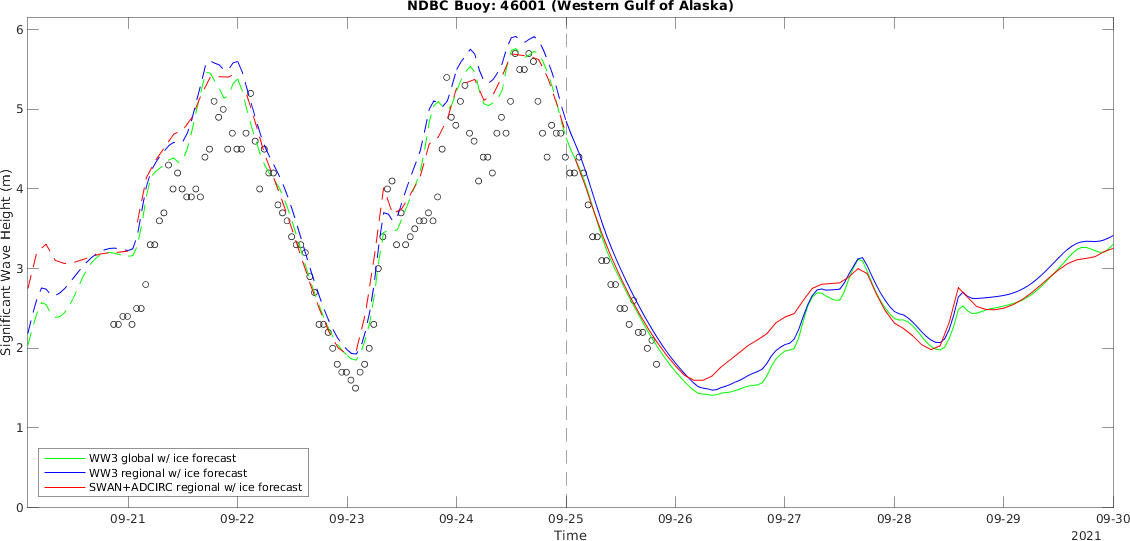 NDBC Buoy: 46001 (Western Gulf of Alaska)
Significant Wave Height (m)
6
5
4
3
2
1
0
WW3 global w/ ice forecast
WW3 regional w/ ice forecast
SWAN+ADCIRC regional w/ ice forecast
09-21 09-22 09-23 09-24 09-25 09-26 09-27 09-28 09-29 09-30
Time
2021